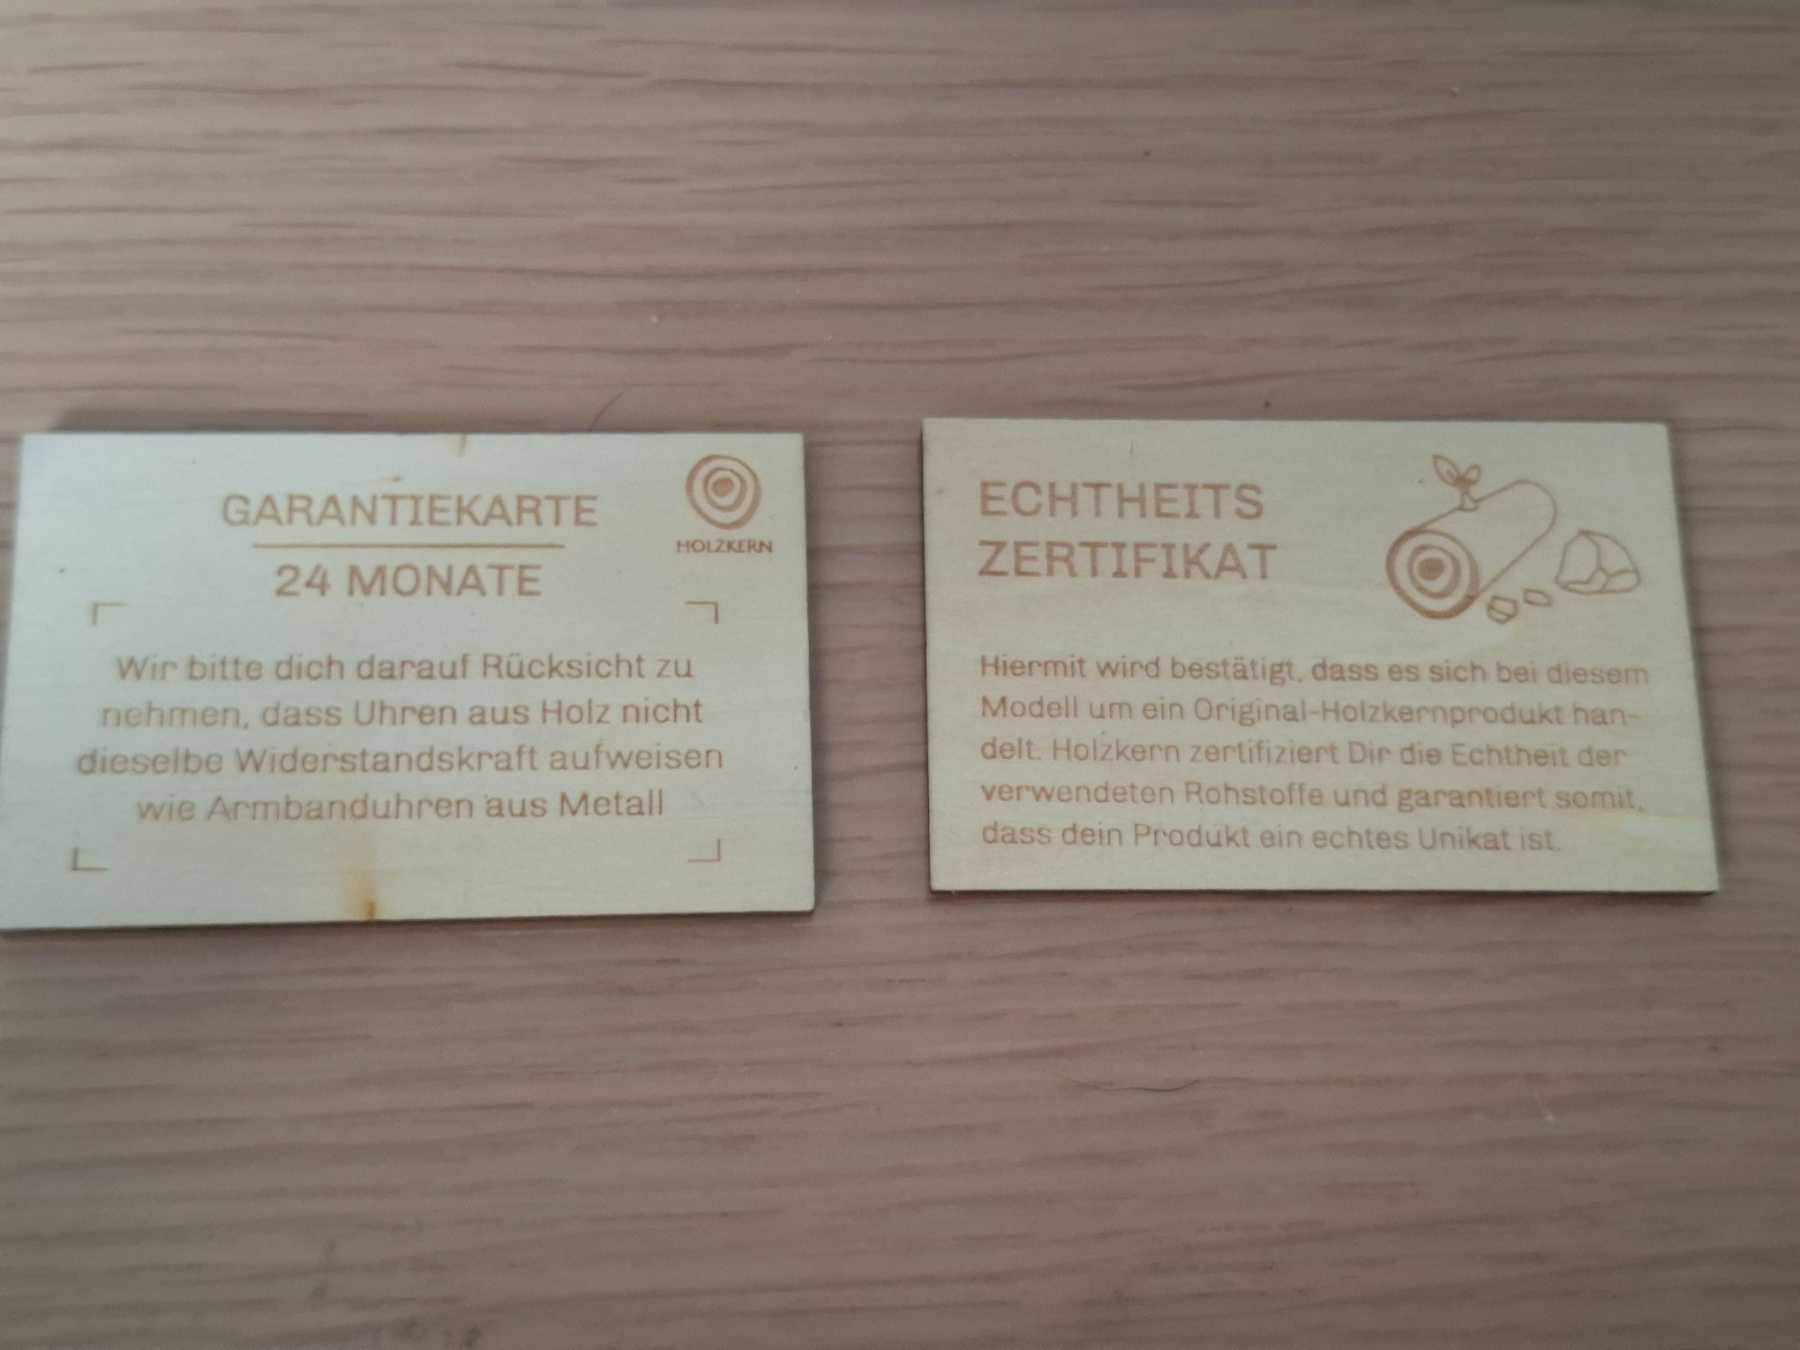 GARANTIEKARTE
24 MONATE
HOLZKERN
Wir bitte dich darauf Rücksicht zu
nehmen, dass Uhren aus Holz nicht
dieselbe Widerstandskraft aufweisen
wie Armbanduhren aus Metall
ECHTHEITS
ZERTIFIKAT
Hiermit wird bestätigt, dass es sich bei diesem
Modell um ein Original-Holzkernprodukt han-
delt. Holzkern zertifiziert Dir die Echtheit der
verwendeten Rohstoffe und garantiert somit,
dass dein Produkt ein echtes Unikat ist.